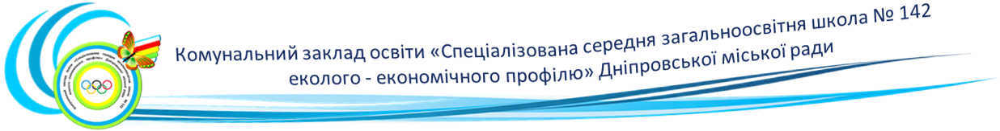 Комунальний заклад освіти «Спеціалізована середня загальноосвітня школа № 142
еколого - економічного профілю» Дніпровської міської ради